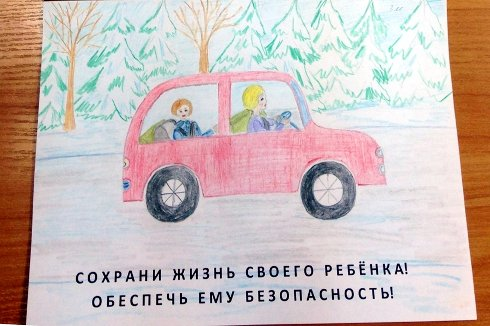 СОХРАНИ ЖИЗНЬ СВОЕГО РЕБЁНКА!
ОБЕСПЕЧЬ ЕМУ БЕЗОПАСНОСТЬ!